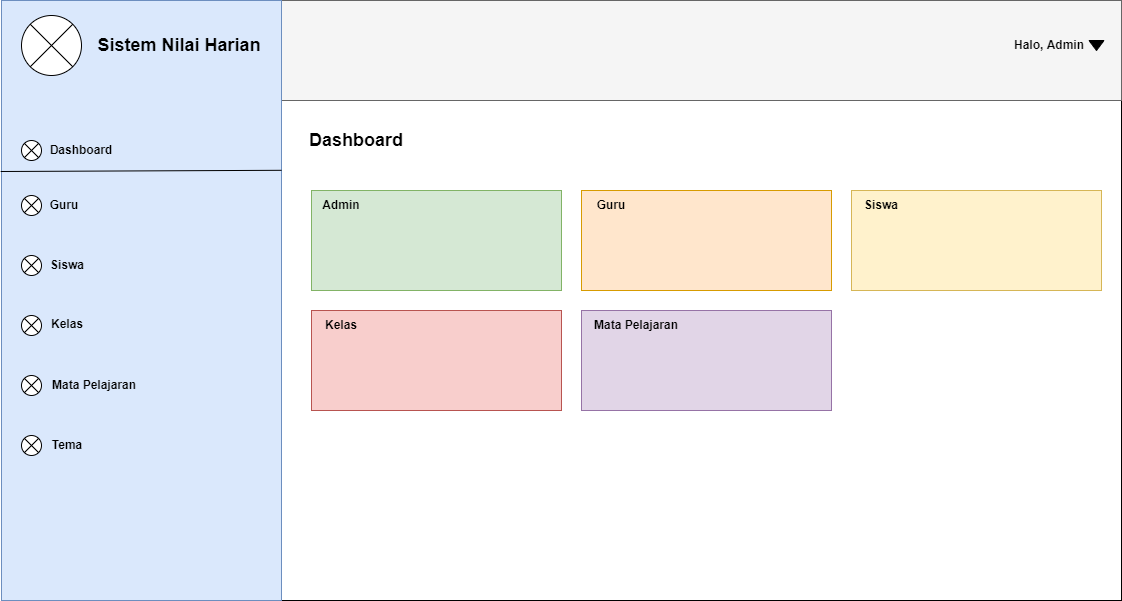 Sistem Nilai Harian
Halo, Admin
Dashboard
Guru
Siswa
Kelas
Mata Pelajaran
Tema
Dashboard
Admin
Guru
Siswa
Kelas
Mata Pelajaran